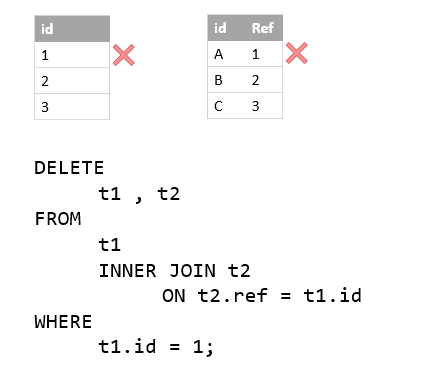 id
1
2
3
id Ref
A 1
B 2
C 3
DELETE
t1 , t2
FROM
t1
INNER JOIN t2
ON t2.ref = t1.id
WHERE
t1.id = 1;